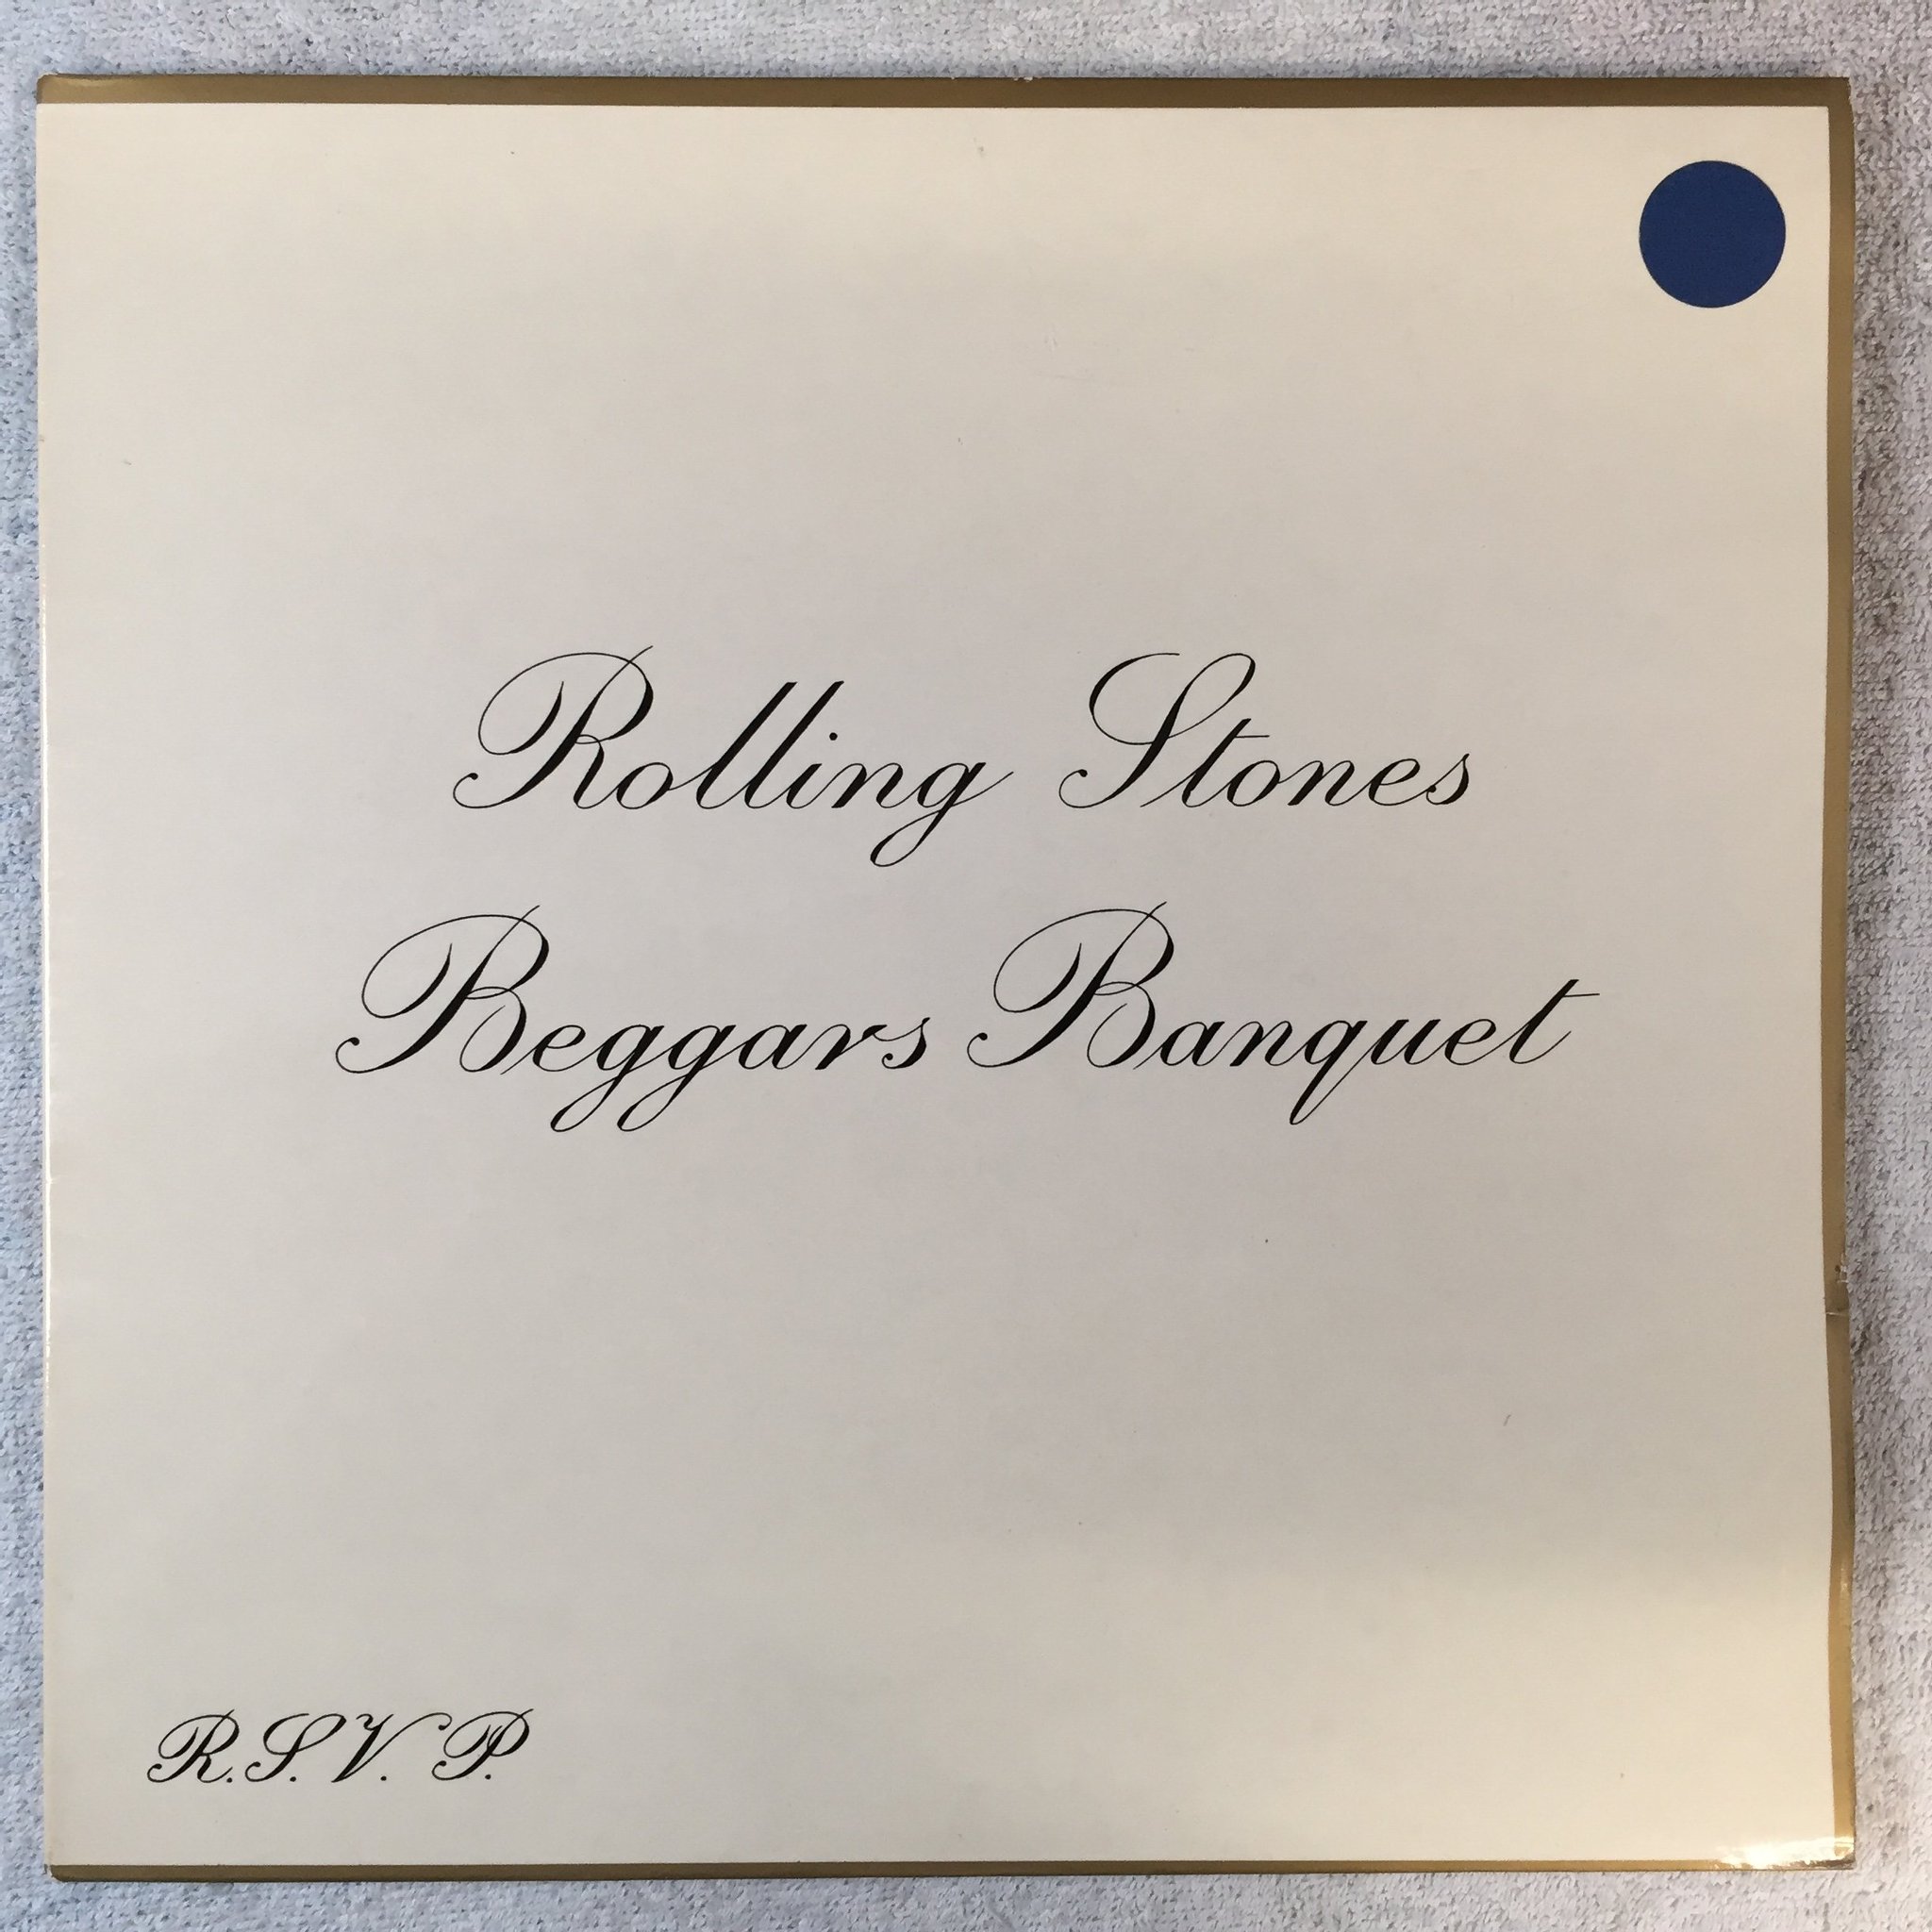 Rolling Stones
Beggars Banquet
R.S.V.P.